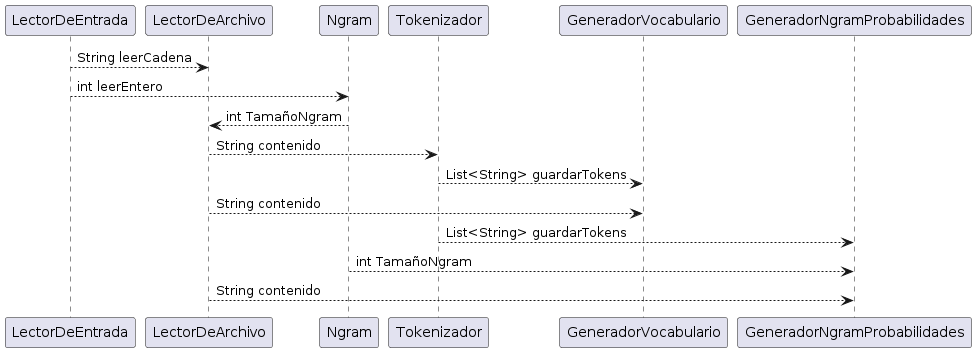 LectorDeEntrada
LectorDeArchivo
Ngram
Tokenizador
GeneradorVocabulario
GeneradorNgramProbabilidades
String leerCadena
int leerEntero
int TamañoNgram
String contenido
List<String> guardarTokens
String contenido
List<String> guardarTokens
int TamañoNgram
String contenido
LectorDeEntrada
LectorDeArchivo
Ngram
Tokenizador
GeneradorVocabulario
GeneradorNgramProbabilidades